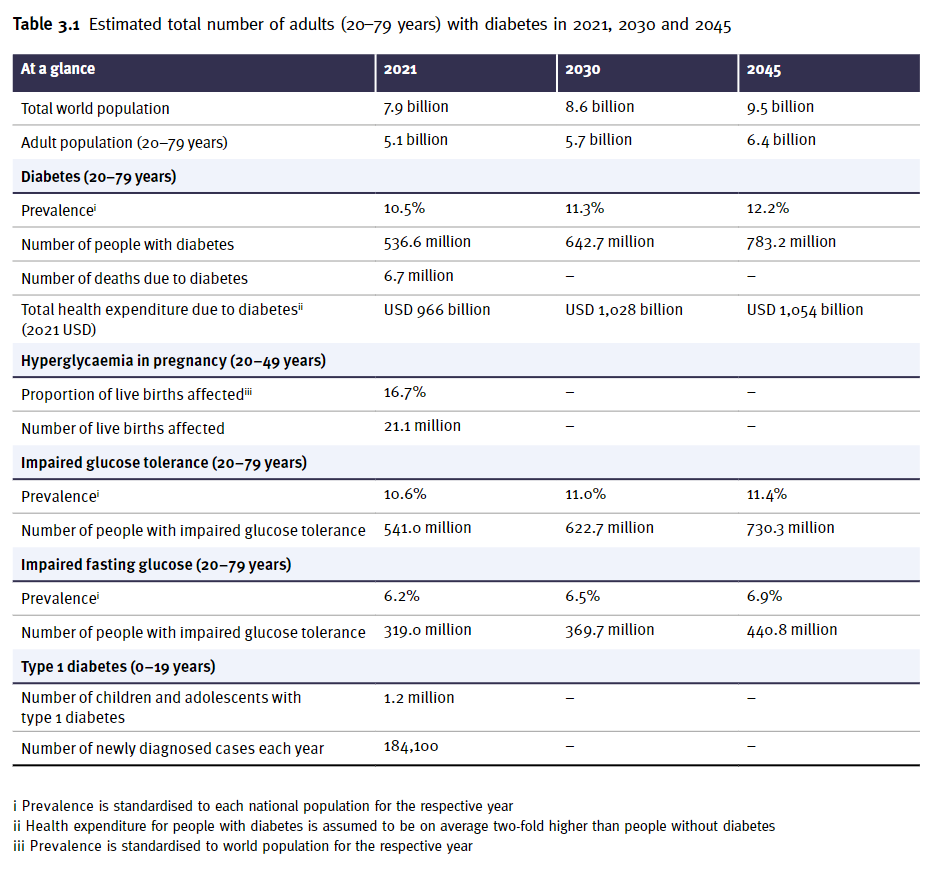 Table 3.1 Estimated total number of adults (20–79 years) with diabetes in 2021, 2030 and 2045
At a glance 2021 2030 2045
Total world population 7.9 billion 8.6 billion 9.5 billion
Adult population (20–79 years) 5.1 billion 5.7 billion 6.4 billion
Diabetes (20–79 years)
Prevalenceⁱ 10.5% 11.3% 12.2%
Number of people with diabetes 536.6 million 642.7 million 783.2 million
Number of deaths due to diabetes 6.7 million – –
Total health expenditure due to diabetesⁱⁱ USD 966 billion USD 1,028 billion USD 1,054 billion
(2021 USD)
Hyperglycaemia in pregnancy (20–49 years)
Proportion of live births affectedⁱⁱⁱ 16.7% – –
Number of live births affected 21.1 million – –
Impaired glucose tolerance (20–79 years)
Prevalenceⁱ 10.6% 11.0% 11.4%
Number of people with impaired glucose tolerance 541.0 million 622.7 million 730.3 million
Impaired fasting glucose (20–79 years)
Prevalenceⁱ 6.2% 6.5% 6.9%
Number of people with impaired glucose tolerance 319.0 million 369.7 million 440.8 million
Type 1 diabetes (0–19 years)
Number of children and adolescents with 1.2 million – –
type 1 diabetes
Number of newly diagnosed cases each year 184,100 – –
i Prevalence is standardised to each national population for the respective year
ii Health expenditure for people with diabetes is assumed to be on average two-fold higher than people without diabetes
iii Prevalence is standardised to world population for the respective year